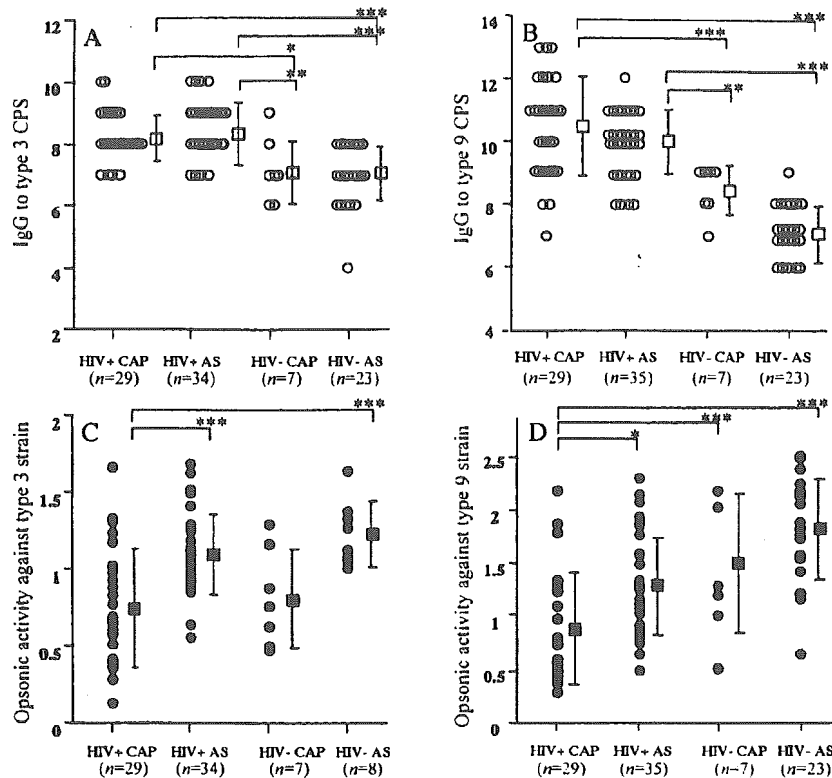 A
***
***
*
**
IgG to type 3 CPS
12
10
8
6
4
2
HIV+ CAP HIV+ AS HIV- CAP HIV- AS
(n=29) (n=34) (n=7) (n=23)
B
***
***
***
**
IgG to type 9 CPS
14
12
10
8
6
4
HIV+ CAP HIV+ AS HIV- CAP HIV- AS
(n=29) (n=35) (n=7) (n=23)
C
***
***
Opsonic activity against type 3 strain
2
1.5
1
0.5
0
HIV+ CAP HIV+ AS HIV- CAP HIV- AS
(n=29) (n=34) (n=7) (n=8)
D
***
***
*
Opsonic activity against type 9 strain
2.5
2
1.5
1
0.5
0
HIV+ CAP HIV+ AS HIV- CAP HIV- AS
(n=29) (n=35) (n-7) (n=23)